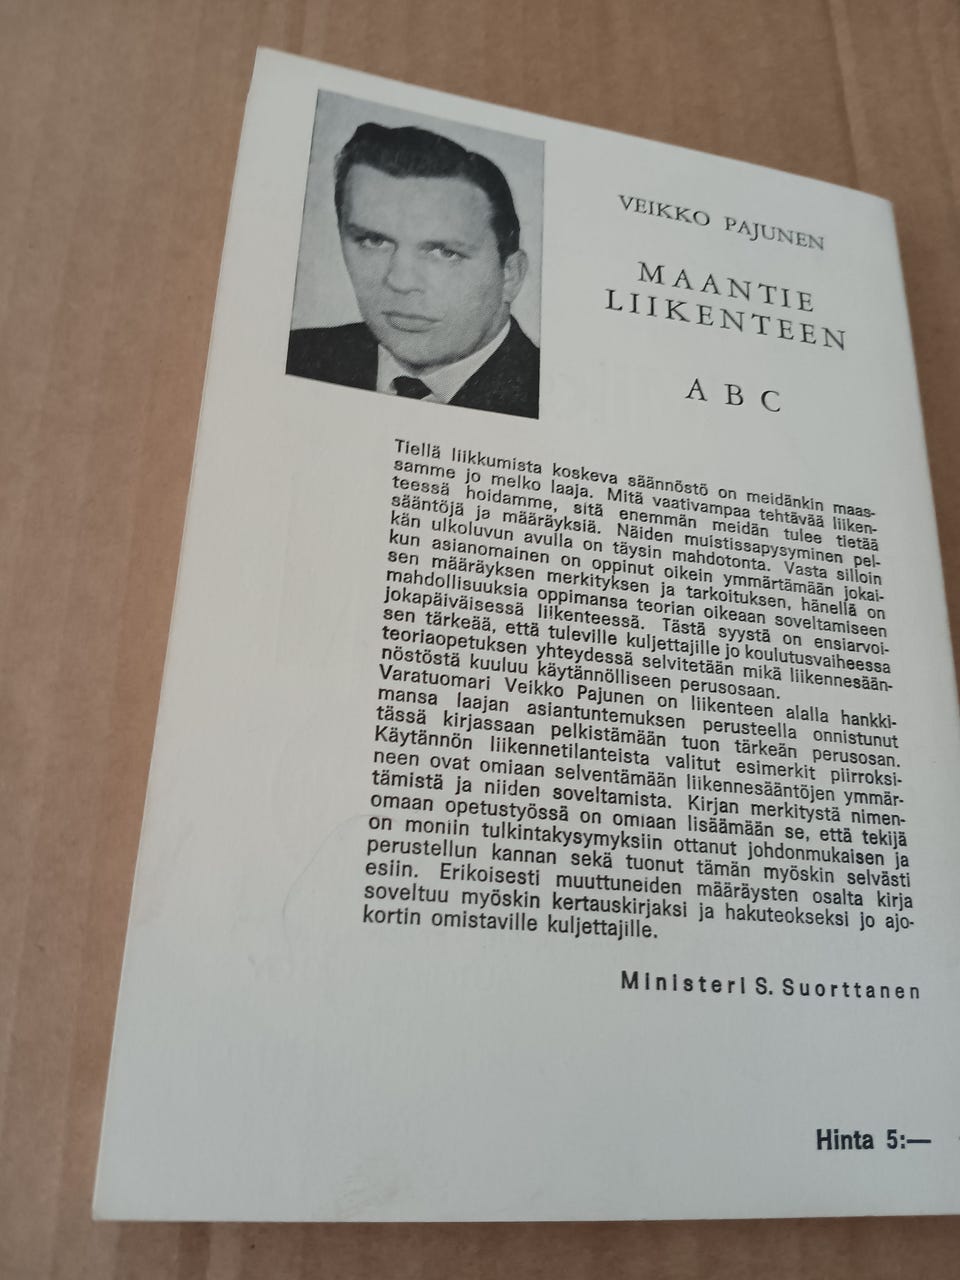 VEIKKO PAJUNEN
MAANTIE
LIIKENTEEN
A B C
Tiellä liikkumista koskeva säännöstö on meidänkin maas-
samme jo melko laaja. Mitä vaativampaa tehtävää liiken-
teessä hoidamme, sitä enemmän meidän tulee tietää
sääntöjä ja määräyksiä. Näiden muistissapysyminen pel-
kän ulkoluvun avulla on täysin mahdotonta. Vasta silloin
kun asianomainen on oppinut oikein ymmärtämään jokai-
sen määräyksen merkityksen ja tarkoituksen, hänellä on
mahdollisuuksia oppimansa teorian oikeaan soveltamiseen
jokapäiväisessä liikenteessä. Tästä syystä on ensiarvoi-
sen tärkeää, että tuleville kuljettajille jo koulutusvaiheessa
teoriaopetuksen yhteydessä selvitetään mikä liikennesään-
nöstöstä kuuluu käytännölliseen perusosaan.
Varatuomari Veikko Pajunen on liikenteen alalla hankki-
mansa laajan asiantuntemuksen perusteella onnistunut
tässä kirjassaan pelkistämään tuon tärkeän perusosan.
Käytännön liikennetilanteista valitut esimerkit piirroksi-
neen ovat omiaan selventämään liikennesääntöjen ymmär-
tämistä ja niiden soveltamista. Kirjan merkitystä nimen-
omaan opetustyössä on omiaan lisäämään se, että tekijä
on moniin tulkintakysymyksiin ottanut johdonmukaisen ja
perustellun kannan sekä tuonut tämän myöskin selvästi
esiin. Erikoisesti muuttuneiden määräysten osalta kirja
soveltuu myöskin kertauskirjaksi ja hakuteokseksi jo ajo-
kortin omistaville kuljettajille.
Ministeri S. Suorttanen
Hinta 5:—